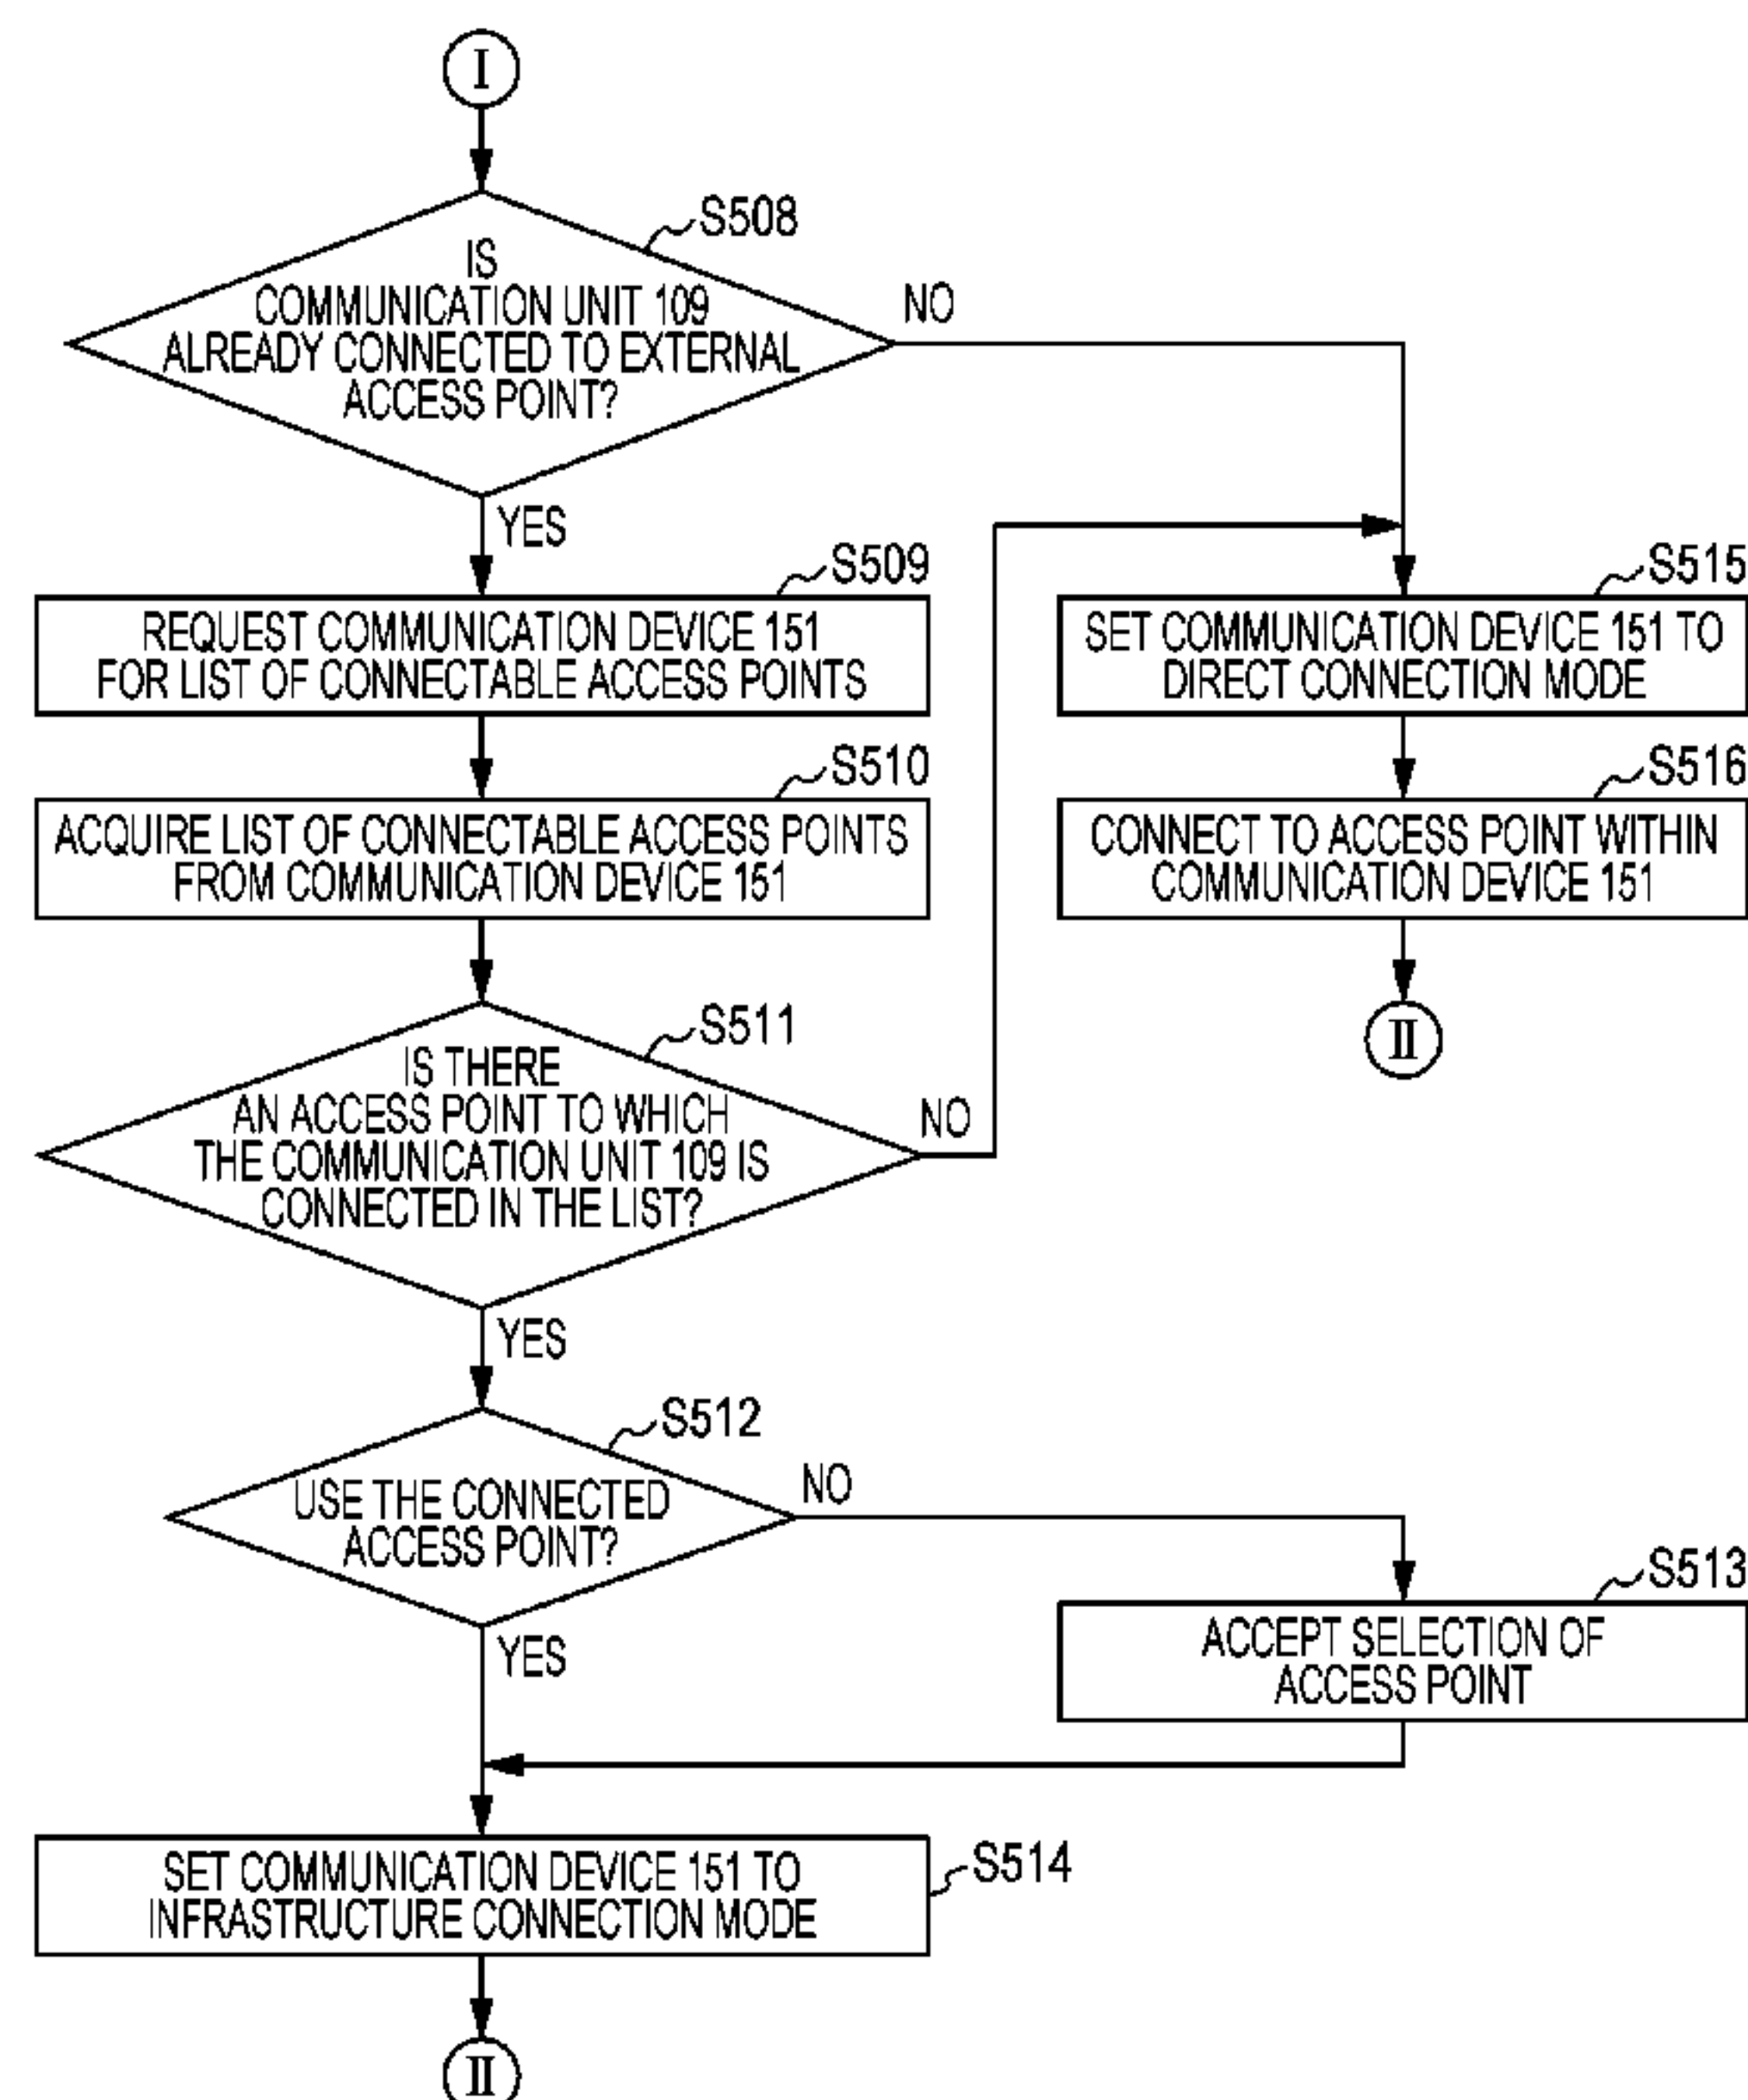 I
S508
IS
COMMUNICATION UNIT 109
ALREADY CONNECTED TO EXTERNAL
ACCESS POINT?
NO
YES
S509
REQUEST COMMUNICATION DEVICE 151
FOR LIST OF CONNECTABLE ACCESS POINTS
S515
SET COMMUNICATION DEVICE 151 TO
DIRECT CONNECTION MODE
S510
ACQUIRE LIST OF CONNECTABLE ACCESS POINTS
FROM COMMUNICATION DEVICE 151
S516
CONNECT TO ACCESS POINT WITHIN
COMMUNICATION DEVICE 151
II
S511
IS THERE
AN ACCESS POINT TO WHICH
THE COMMUNICATION UNIT 109 IS
CONNECTED IN THE LIST?
NO
YES
S512
USE THE CONNECTED
ACCESS POINT?
NO
YES
S513
ACCEPT SELECTION OF
ACCESS POINT
S514
SET COMMUNICATION DEVICE 151 TO
INFRASTRUCTURE CONNECTION MODE
II